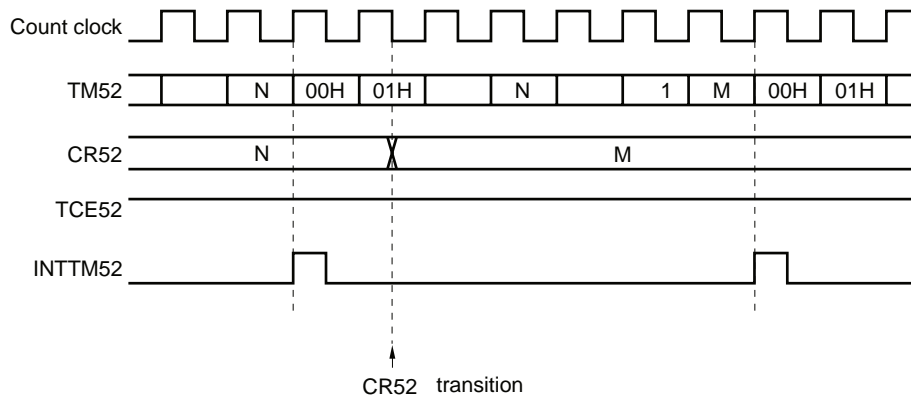 Count clock
TM52 N 00H 01H N 1 M 00H 01H
CR52 N M
TCE52
INTTM52
CR52 transition